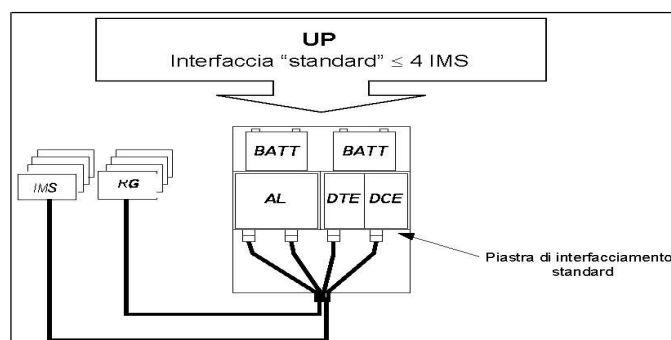 UP
Interfaccia "standard" ≤ 4 IMS
BATT BATT
IMS RG AL DTE DCE
Piastra di interfacciamento
standard